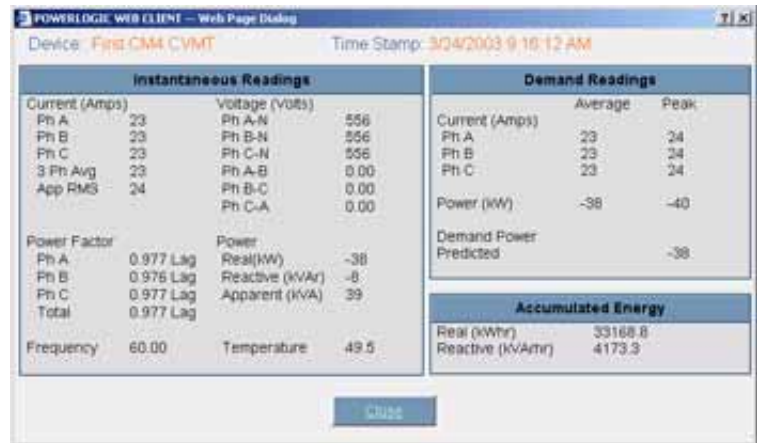 POWERLOGIC WEB CLIENT -- Web Page Dialog
Device: First CM4 CVMT Time Stamp: 3/24/2003 9:16:12 AM
Instantaneous Readings
Current (Amps) Voltage (Volts)
Ph A 23 Ph A-N 556
Ph B 23 Ph B-N 556
Ph C 23 Ph C-N 556
3 Ph Avg 23 Ph A-B 0.00
App RMS 24 Ph B-C 0.00
Ph C-A 0.00
Power Factor Power
Ph A 0.977 Lag Real(kW) -38
Ph B 0.976 Lag Reactive (kVAr) -8
Ph C 0.977 Lag Apparent (kVA) 39
Total 0.977 Lag
Frequency 60.00 Temperature 49.5
Demand Readings
Average Peak
Current (Amps)
Ph A 23 24
Ph B 23 24
Ph C 23 24
Power (kW) -38 -40
Demand Power
Predicted -38
Accumulated Energy
Real (kWhr) 33168.8
Reactive (kVArhr) 4173.3
Close